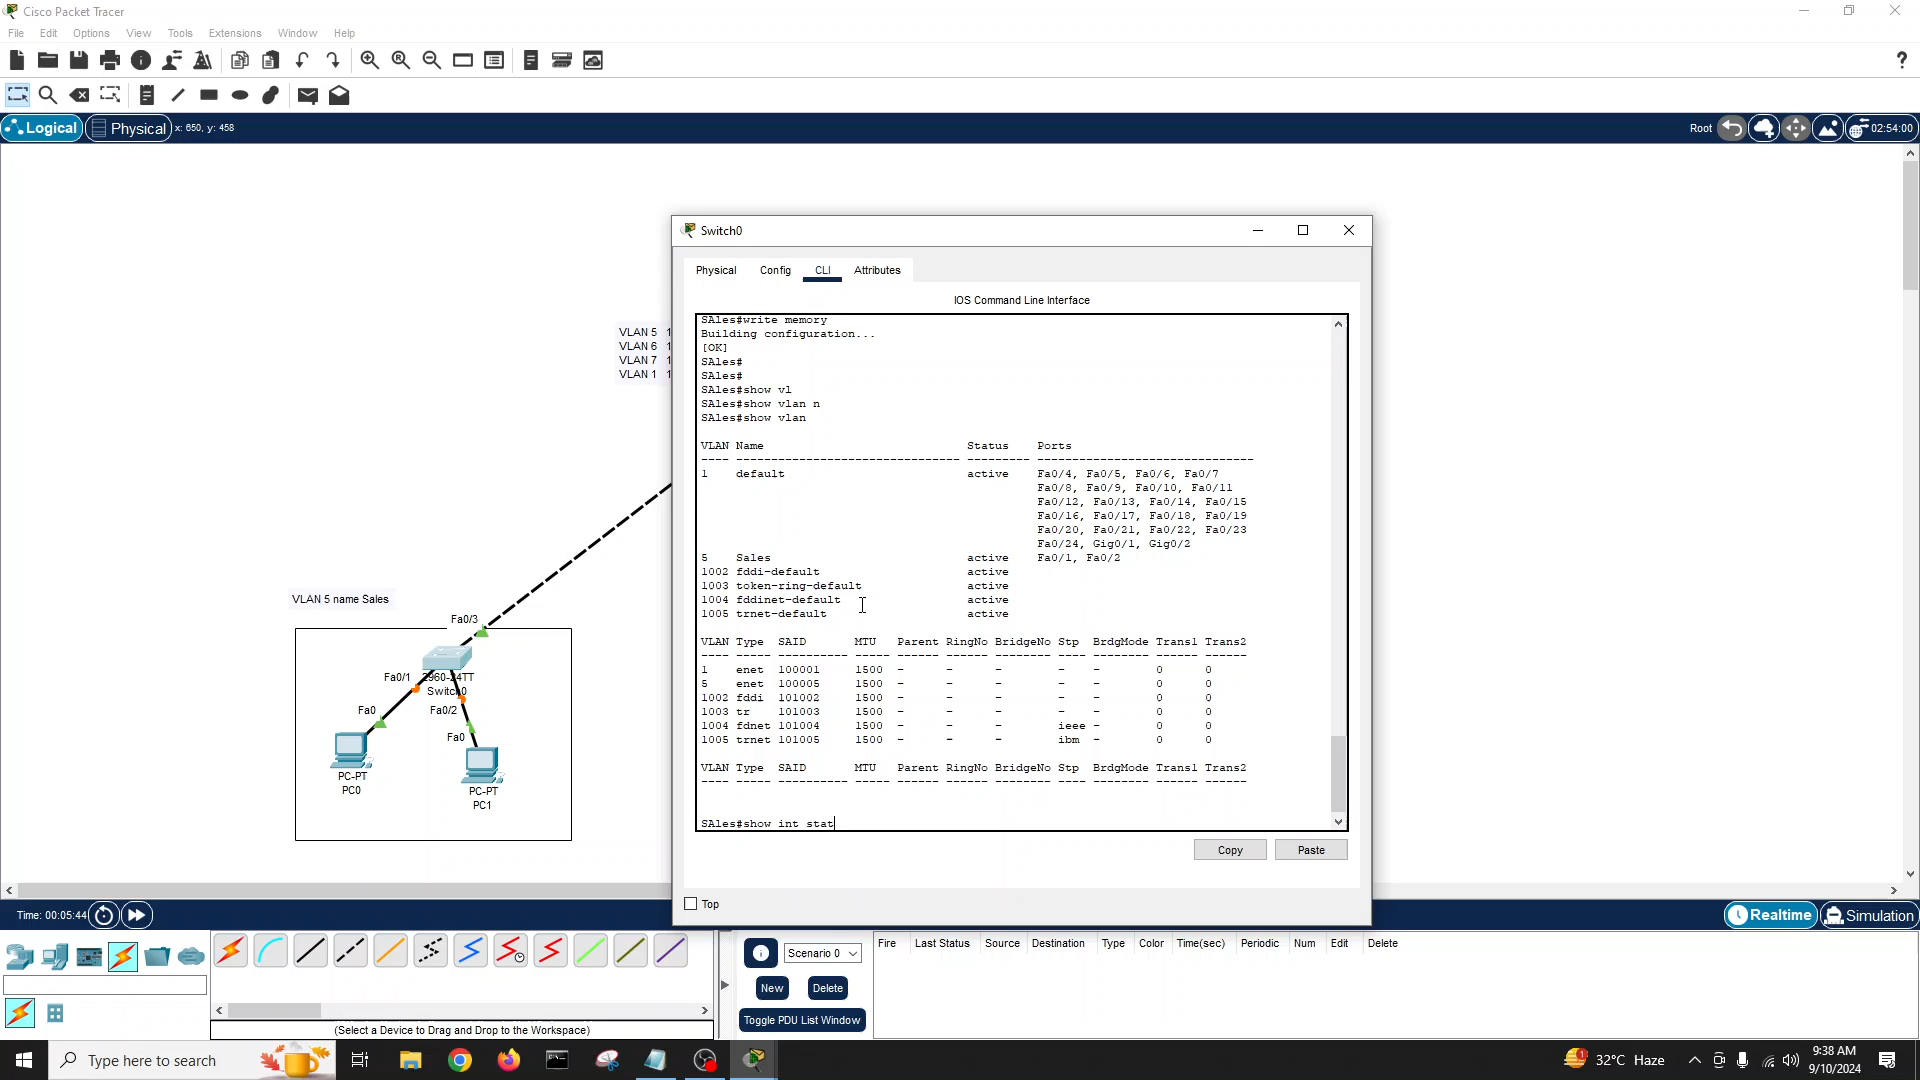 Cisco Packet Tracer
File Edit Options View Tools Extensions Window Help
Logical Physical x: 650, y: 458 Root 02:54:00
VLAN 5 1
VLAN 6 1
VLAN 7 1
VLAN 1 1
VLAN 5 name Sales
Fa0/3
Fa0/1 2960-24TT
Switch0
Fa0 Fa0/2
Fa0
PC-PT
PC0
PC-PT
PC1
Switch0
Physical Config CLI Attributes
IOS Command Line Interface
SAles#write memory
Building configuration...
[OK]
SAles#
SAles#
SAles#show vl
SAles#show vlan n
SAles#show vlan
VLAN Name Status Ports
---- -------------------------------- --------- -------------------------------
1 default active Fa0/4, Fa0/5, Fa0/6, Fa0/7
Fa0/8, Fa0/9, Fa0/10, Fa0/11
Fa0/12, Fa0/13, Fa0/14, Fa0/15
Fa0/16, Fa0/17, Fa0/18, Fa0/19
Fa0/20, Fa0/21, Fa0/22, Fa0/23
Fa0/24, Gig0/1, Gig0/2
5 Sales active Fa0/1, Fa0/2
1002 fddi-default active
1003 token-ring-default active
1004 fddinet-default active
1005 trnet-default active
VLAN Type SAID MTU Parent RingNo BridgeNo Stp BrdgMode Trans1 Trans2
---- ----- ---------- ----- ------ ------ -------- ---- -------- ------ ------
1 enet 100001 1500 - - - - - 0 0
5 enet 100005 1500 - - - - - 0 0
1002 fddi 101002 1500 - - - - - 0 0
1003 tr 101003 1500 - - - - - 0 0
1004 fdnet 101004 1500 - - - ieee - 0 0
1005 trnet 101005 1500 - - - ibm - 0 0
VLAN Type SAID MTU Parent RingNo BridgeNo Stp BrdgMode Trans1 Trans2
---- ----- ---------- ----- ------ ------ -------- ---- -------- ------ ------
SAles#show int stat
Copy Paste
Top
Time: 00:05:44 Realtime Simulation
(Select a Device to Drag and Drop to the Workspace)
Scenario 0
New Delete
Toggle PDU List Window
Fire Last Status Source Destination Type Color Time(sec) Periodic Num Edit Delete
Type here to search
1 32°C Haze
9:38 AM
9/10/2024